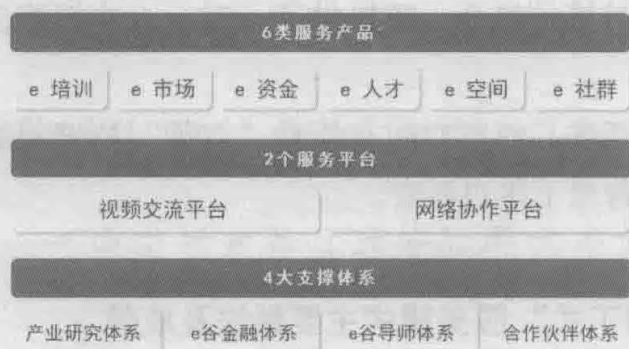 6类服务产品
e 培训 e 市场 e 资金 e 人才 e 空间 e 社群
2个服务平台
视频交流平台 网络协作平台
4大支撑体系
产业研究体系 e谷金融体系 e谷导师体系 合作伙伴体系